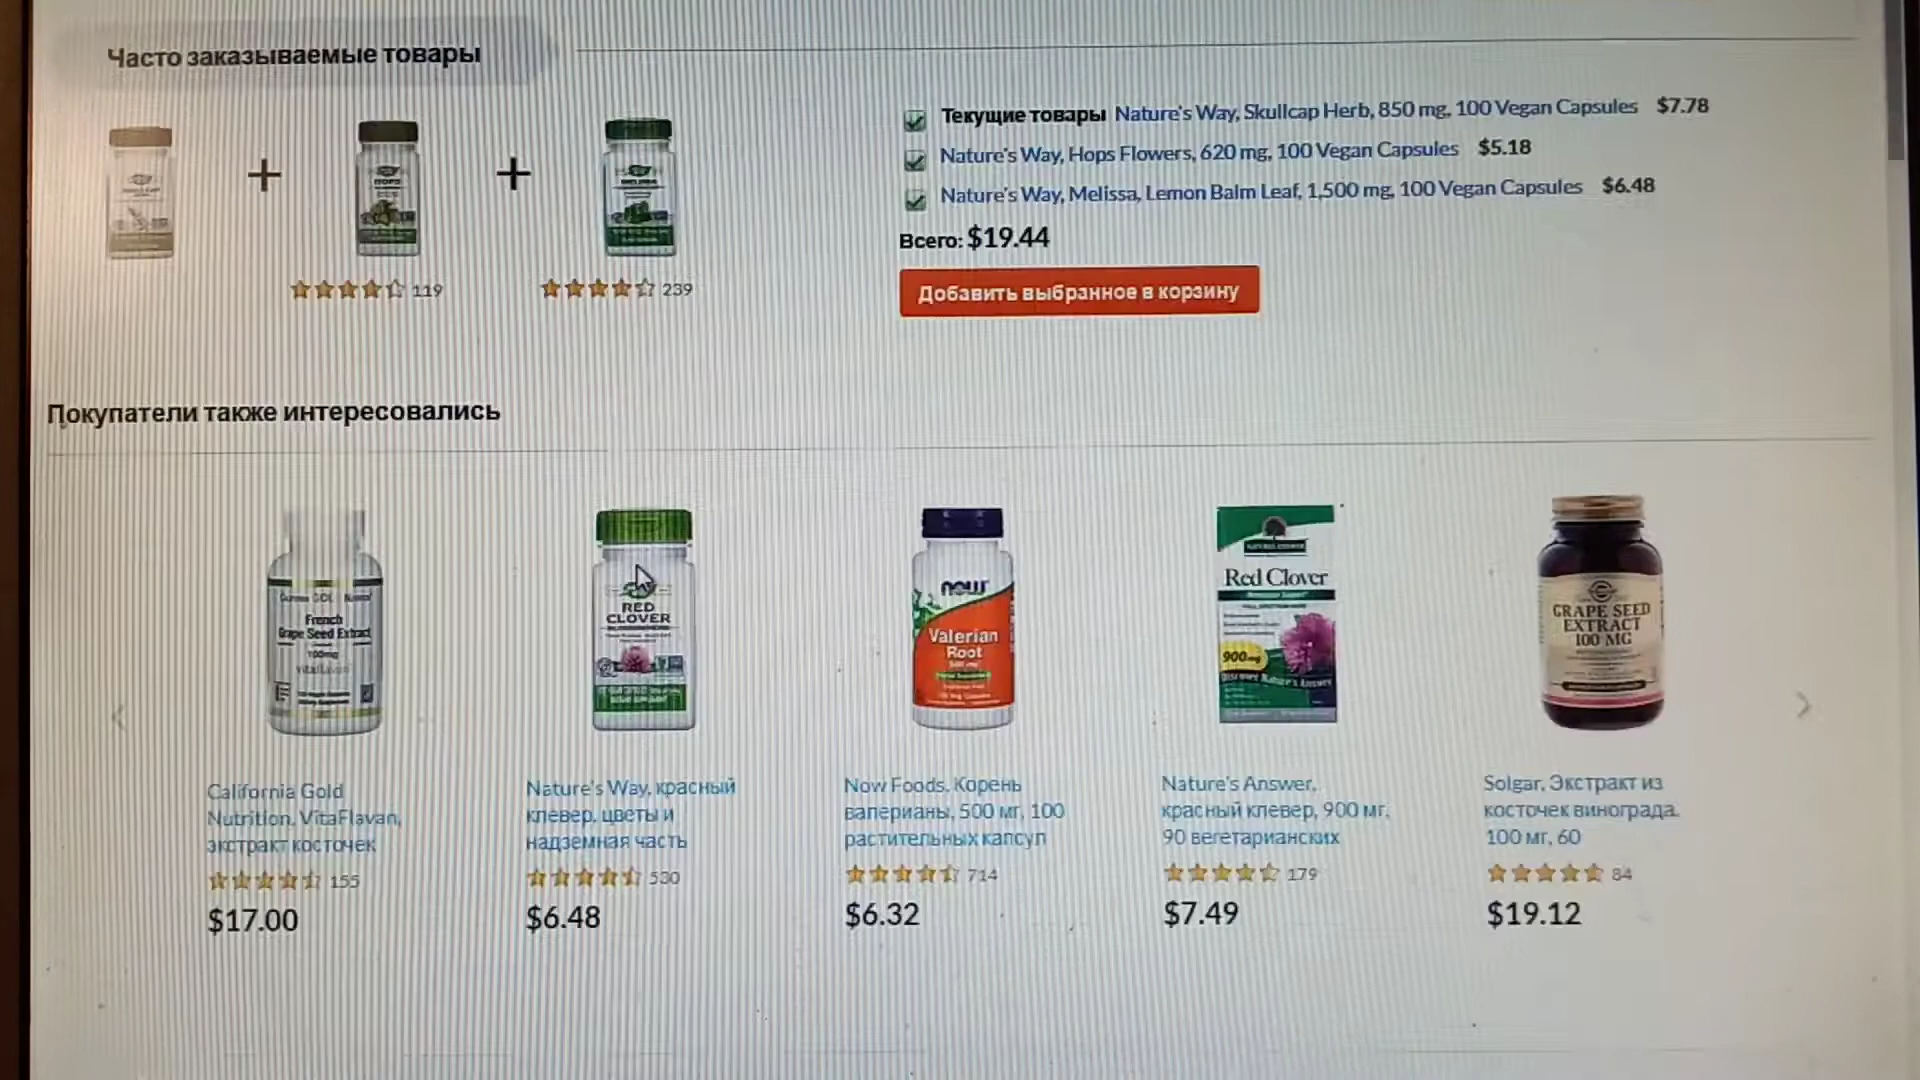 Часто заказываемые товары
Текущие товары Nature's Way, Skullcap Herb, 850 mg, 100 Vegan Capsules $7.78
Nature's Way, Hops Flowers, 620 mg, 100 Vegan Capsules $5.18
Nature's Way, Melissa, Lemon Balm Leaf, 1,500 mg, 100 Vegan Capsules $6.48
Всего: $19.44
Добавить выбранное в корзину
119
239
Покупатели также интересовались
French
Grape Seed Extract
100mg
RED
CLOVER
NOW
Valerian
Root
Red Clover
900mg
Discover Nature's Answer
GRAPE SEED
EXTRACT
100 MG
California Gold
Nutrition, VitaFlavan,
экстракт косточек
155
$17.00
Nature's Way, красный
клевер, цветы и
надземная часть
530
$6.48
Now Foods, Корень
валерианы, 500 мг, 100
растительных капсул
714
$6.32
Nature's Answer,
красный клевер, 900 мг,
90 вегетарианских
179
$7.49
Solgar, Экстракт из
косточек винограда,
100 мг, 60
84
$19.12